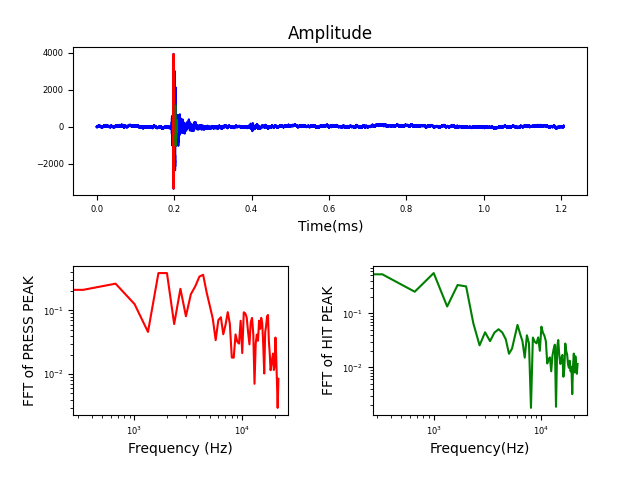 Amplitude
4000
2000
0
−2000
0.0 0.2 0.4 0.6 0.8 1.0 1.2
Time(ms)
FFT of PRESS PEAK
10⁻¹
10⁻²
10³ 10⁴
Frequency (Hz)
FFT of HIT PEAK
10⁻¹
10⁻²
10³ 10⁴
Frequency(Hz)